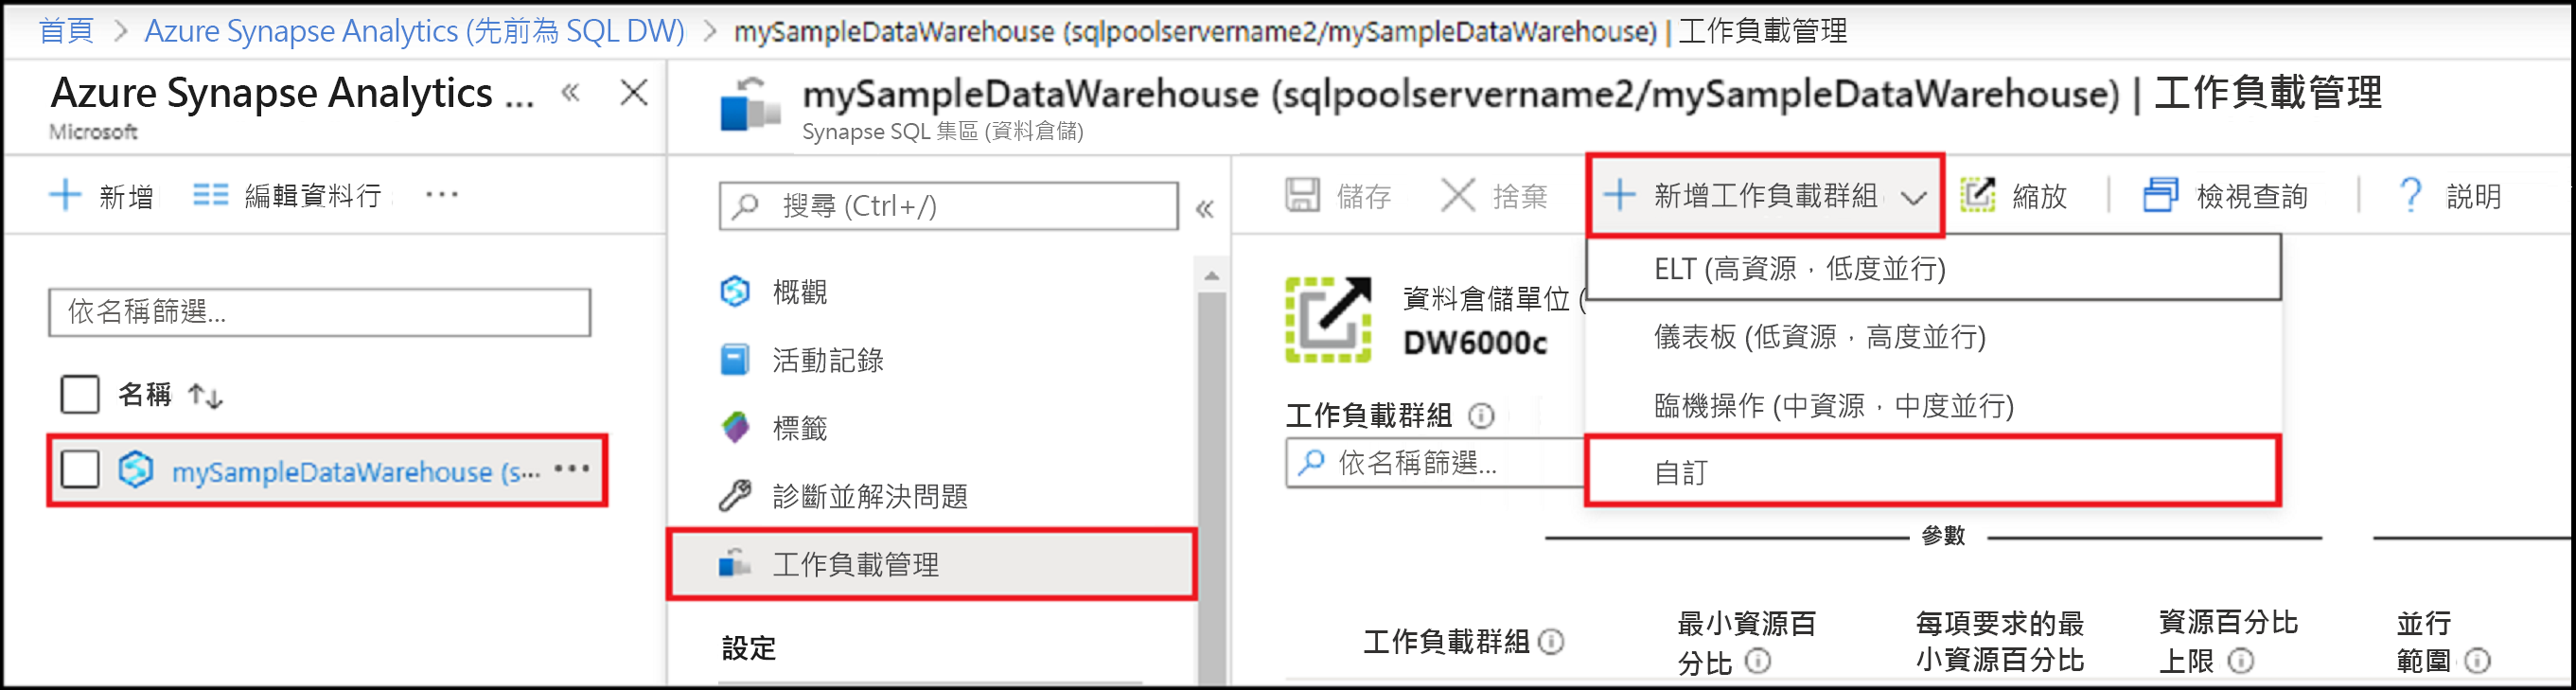 首頁 > Azure Synapse Analytics (先前為 SQL DW) > mySampleDataWarehouse (sqlpoolservername2/mySampleDataWarehouse) | 工作負載管理
Azure Synapse Analytics ... « ×
Microsoft
mySampleDataWarehouse (sqlpoolservername2/mySampleDataWarehouse) | 工作負載管理
Synapse SQL 集區 (資料倉儲)
+ 新增 編輯資料行 ...
依名稱篩選...
名稱 ↑↓
mySampleDataWarehouse (s... ...
搜尋 (Ctrl+/) «
概觀
活動記錄
標籤
診斷並解決問題
工作負載管理
設定
儲存 捨棄 + 新增工作負載群組 縮放 檢視查詢 ? 説明
ELT (高資源，低度並行)
儀表板 (低資源，高度並行)
臨機操作 (中資源，中度並行)
自訂
資料倉儲單位 (
DW6000c
工作負載群組
依名稱篩選...
參數
工作負載群組
最小資源百
分比
每項要求的最
小資源百分比
資源百分比
上限
並行
範圍